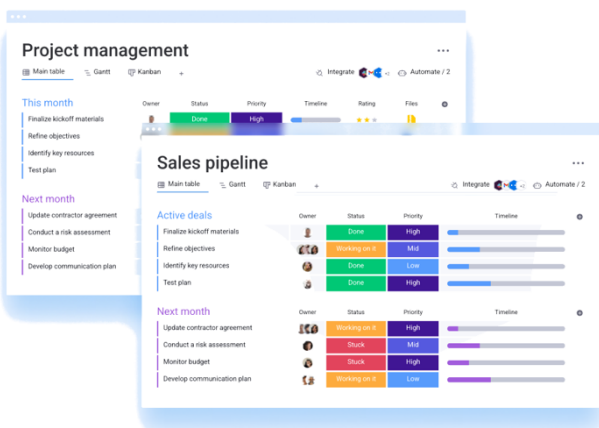 Project management
Main table Gantt Kanban + Integrate +2 Automate / 2
This month Owner Status Priority Timeline Rating Files
Finalize kickoff materials Done High
Refine objectives
Identify key resources
Test plan
Next month
Update contractor agreement
Conduct a risk assessment
Monitor budget
Develop communication plan
Sales pipeline
Main table Gantt Kanban + Integrate Automate / 2
Active deals Owner Status Priority Timeline
Finalize kickoff materials Done High
Refine objectives Working on it Mid
Identify key resources Done Low
Test plan Done High
Next month Owner Status Priority Timeline
Update contractor agreement Working on it High
Conduct a risk assessment Stuck Mid
Monitor budget Stuck High
Develop communication plan Working on it Low